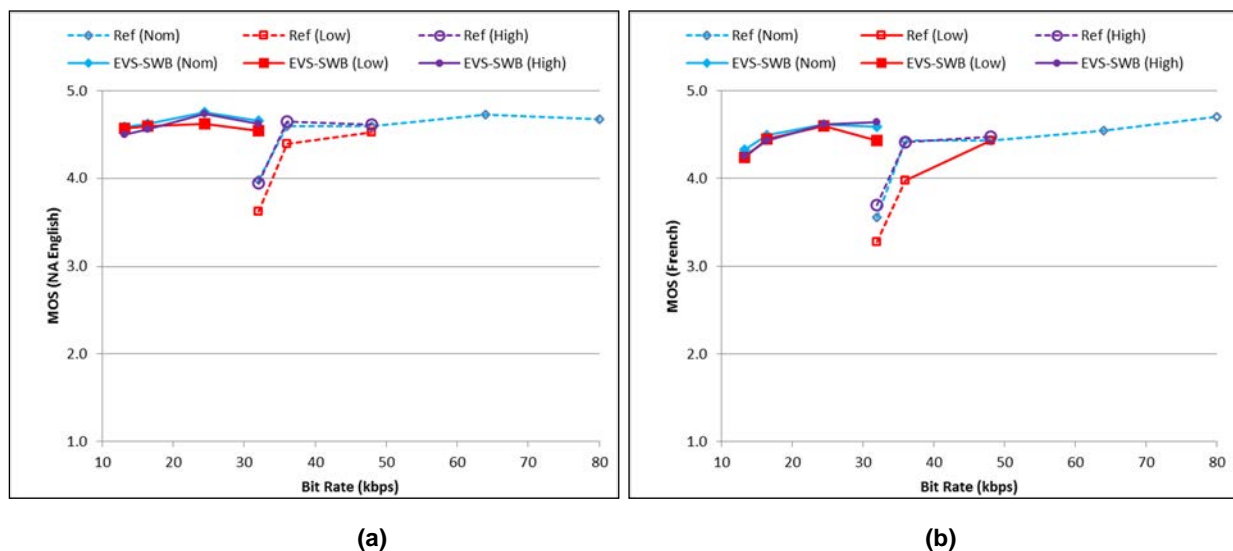 Ref (Nom) Ref (Low) Ref (High)
EVS-SWB (Nom) EVS-SWB (Low) EVS-SWB (High)
5.0
4.0
3.0
2.0
1.0
MOS (NA English)
10 20 30 40 50 60 70 80
Bit Rate (kbps)
(a)
Ref (Nom) Ref (Low) Ref (High)
EVS-SWB (Nom) EVS-SWB (Low) EVS-SWB (High)
5.0
4.0
3.0
2.0
1.0
MOS (French)
10 20 30 40 50 60 70 80
Bit Rate (kbps)
(b)